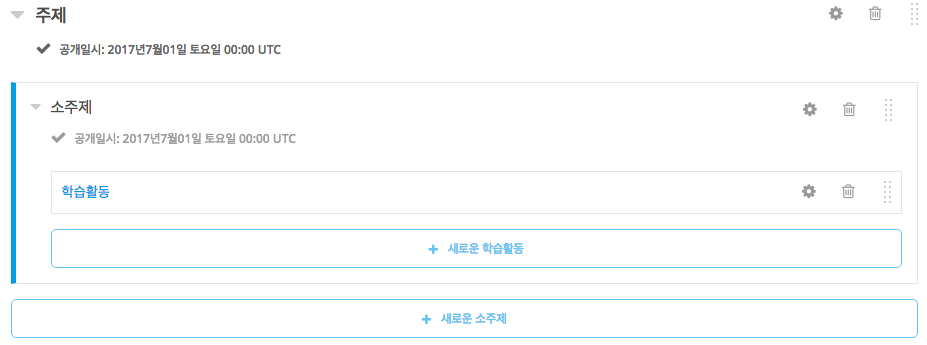 주제
공개일시: 2017년7월01일 토요일 00:00 UTC
소주제
공개일시: 2017년7월01일 토요일 00:00 UTC
학습활동
+ 새로운 학습활동
+ 새로운 소주제